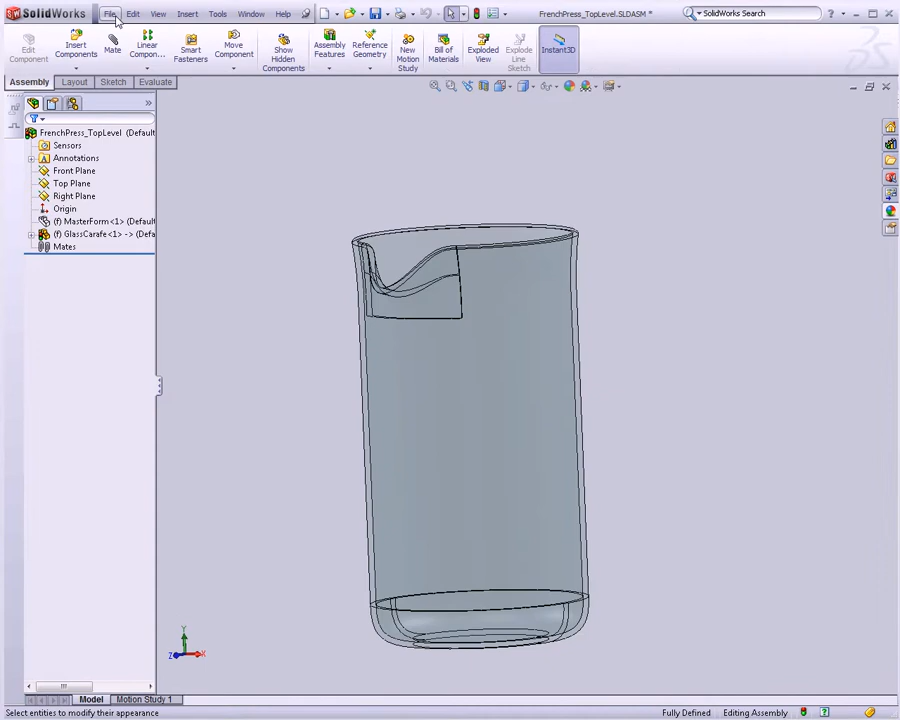 SolidWorks File Edit View Insert Tools Window Help FrenchPress_TopLevel.SLDASM * SolidWorks Search
Edit Component
Insert Components
Mate
Linear Compon...
Smart Fasteners
Move Component
Show Hidden Components
Assembly Features
Reference Geometry
New Motion Study
Bill of Materials
Exploded View
Explode Line Sketch
Instant3D
Assembly Layout Sketch Evaluate
FrenchPress_TopLevel (Default
Sensors
Annotations
Front Plane
Top Plane
Right Plane
Origin
(f) MasterForm<1> (Default
(f) GlassCarafe<1> -> (Defa
Mates
Y
Z X
Model Motion Study 1
Select entities to modify their appearance Fully Defined Editing Assembly